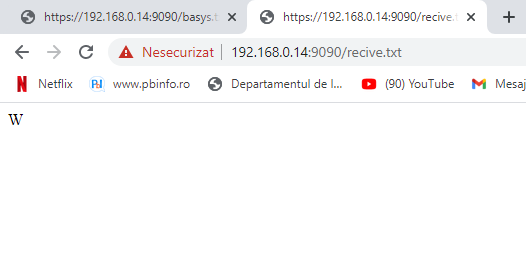 https://192.168.0.14:9090/basys.t
https://192.168.0.14:9090/recive.t
Nesecurizat | 192.168.0.14:9090/recive.txt
Netflix www.pbinfo.ro Departamentul de I... (90) YouTube Mesaj
W